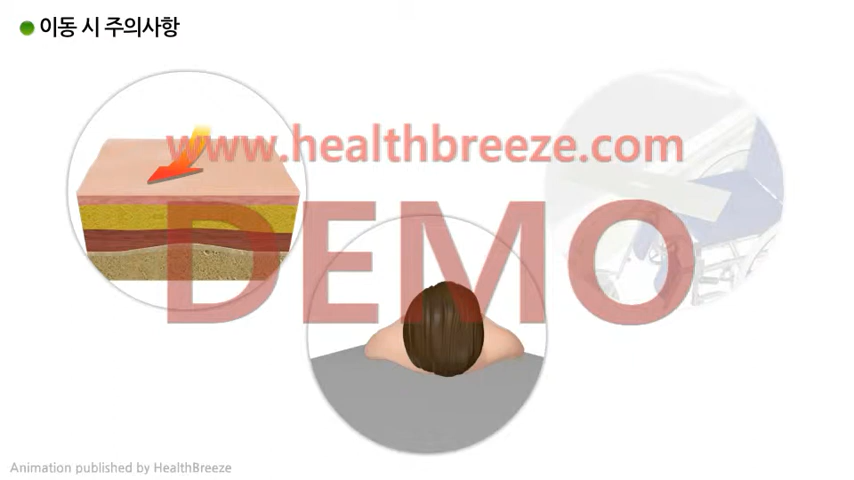 이동 시 주의사항
www.healthbreeze.com
DEMO
Animation published by HealthBreeze